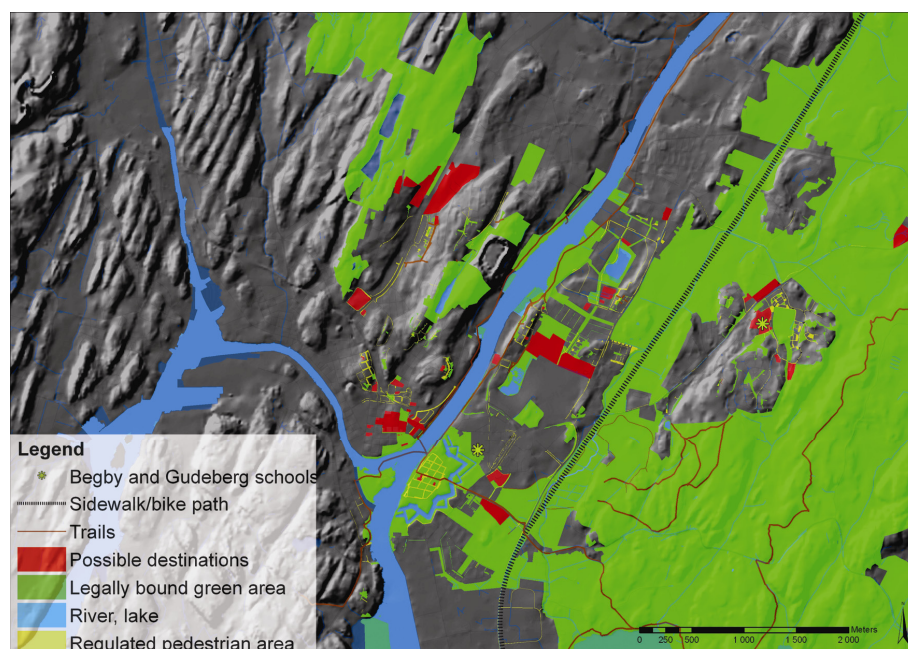 Legend
Begby and Gudeberg schools
Sidewalk/bike path
Trails
Possible destinations
Legally bound green area
River, lake
Regulated pedestrian area
Meters
0 250 500 1 000 1 500 2 000
N